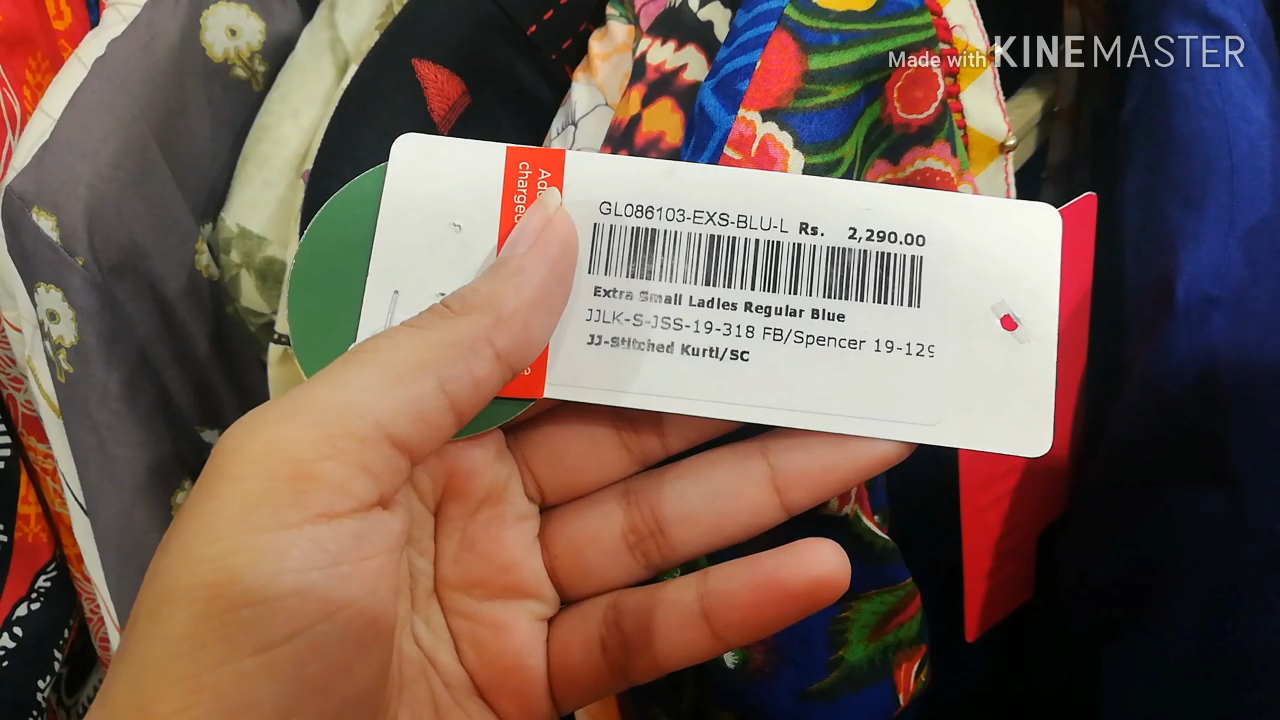 Made with KINEMASTER
charged
GL086103-EXS-BLU-L Rs. 2,290.00
Extra Small Ladies Regular Blue
JJLK-S-JSS-19-318 FB/Spencer 19-129
JJ-Stitched Kurti/SC